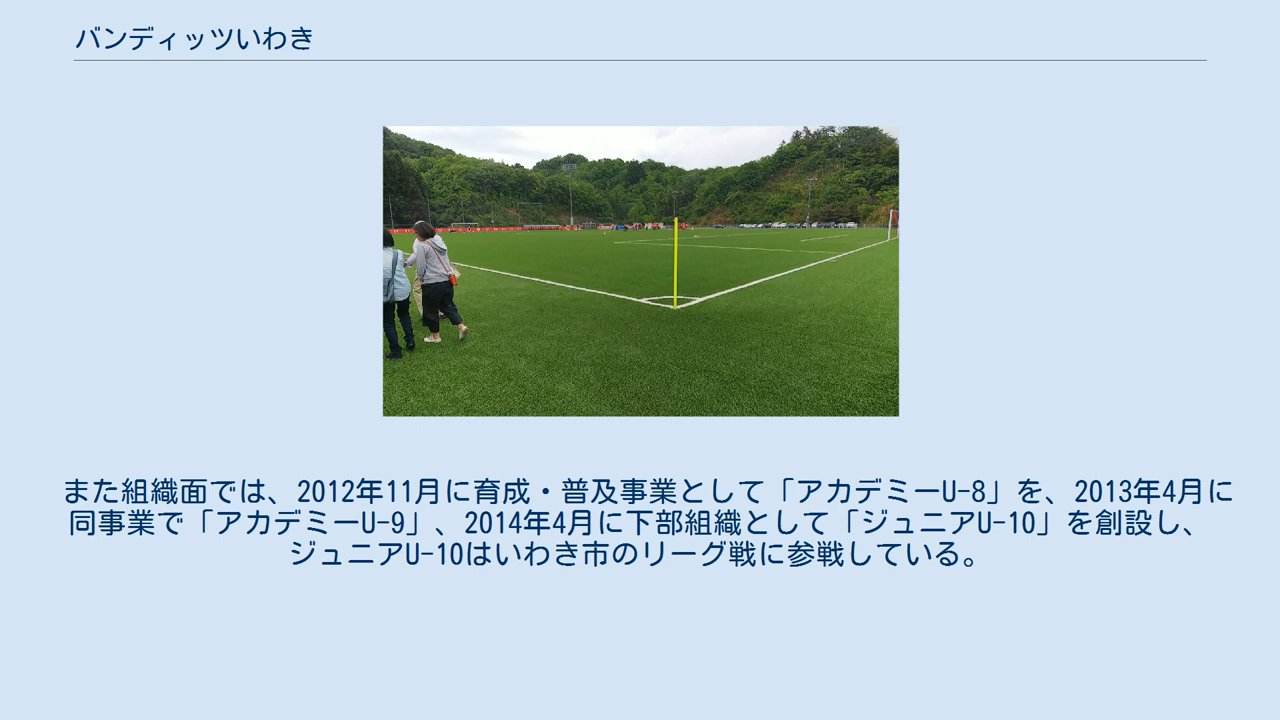 バンディッツいわき
また組織面では、2012年11月に育成・普及事業として「アカデミーU-8」を、2013年4月に
同事業で「アカデミーU-9」、2014年4月に下部組織として「ジュニアU-10」を創設し、
ジュニアU-10はいわき市のリーグ戦に参戦している。